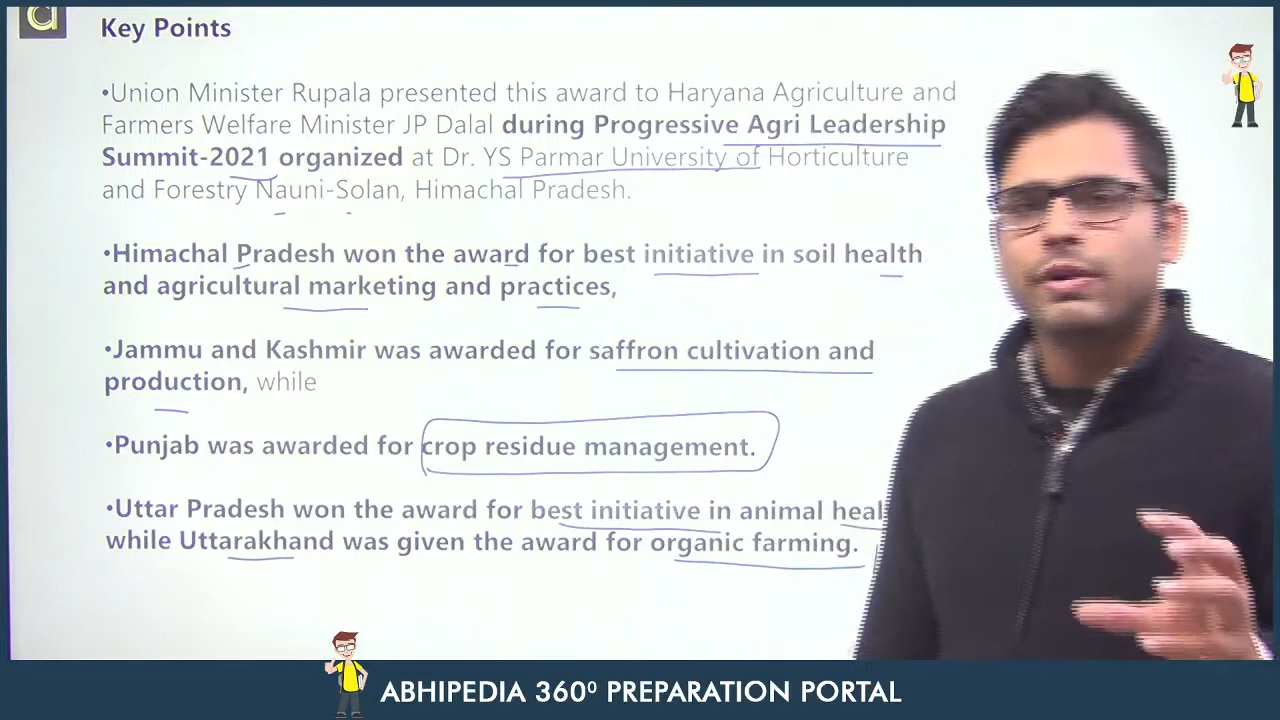 a
Key Points
•Union Minister Rupala presented this award to Haryana Agriculture and
Farmers Welfare Minister JP Dalal during Progressive Agri Leadership
Summit-2021 organized at Dr. YS Parmar University of Horticulture
and Forestry Nauni-Solan, Himachal Pradesh.
•Himachal Pradesh won the award for best initiative in soil health
and agricultural marketing and practices,
•Jammu and Kashmir was awarded for saffron cultivation and
production, while
•Punjab was awarded for crop residue management.
•Uttar Pradesh won the award for best initiative in animal heal
while Uttarakhand was given the award for organic farming.
ABHIPEDIA 360⁰ PREPARATION PORTAL